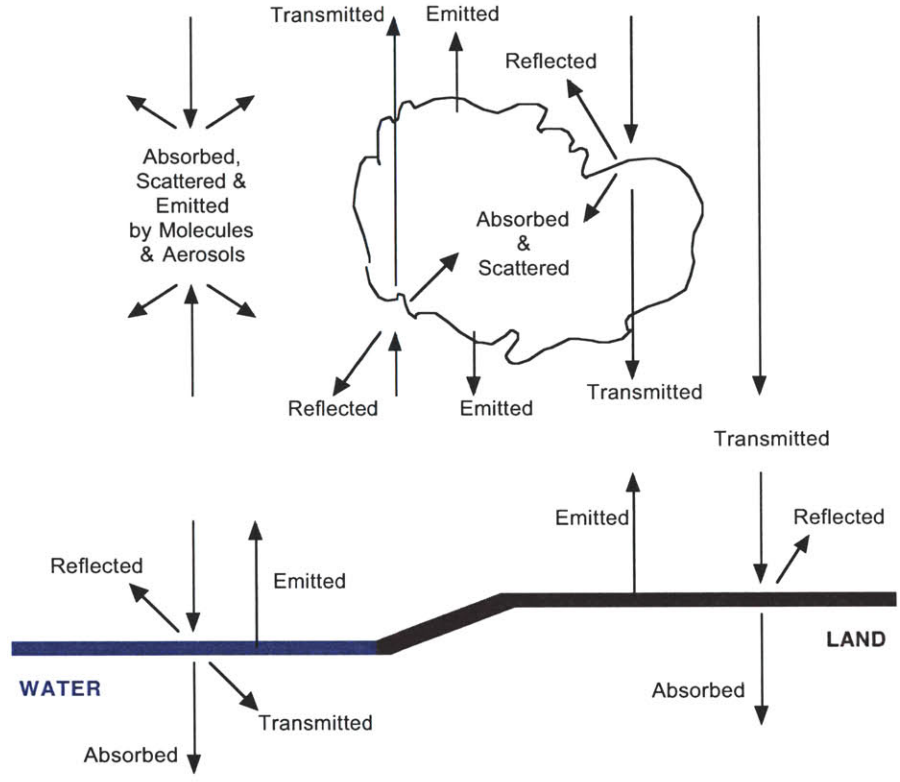 Transmitted
Emitted
Reflected
Absorbed,
Scattered &
Emitted
by Molecules
& Aerosols
Absorbed
&
Scattered
Reflected
Emitted
Transmitted
Transmitted
Emitted
Reflected
Reflected
Emitted
LAND
WATER
Absorbed
Transmitted
Absorbed